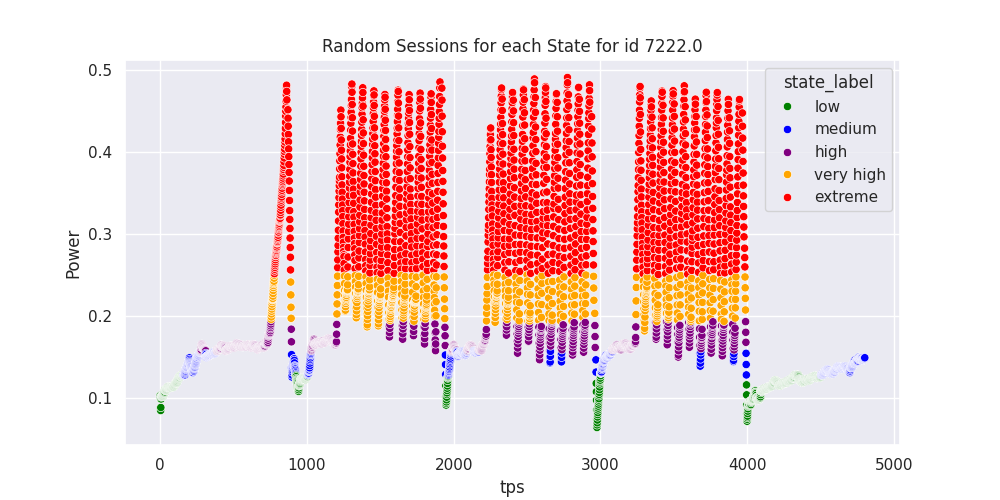 Random Sessions for each State for id 7222.0
Power
0.5
0.4
0.3
0.2
0.1
0
1000
2000
3000
4000
5000
tps
state_label
low
medium
high
very high
extreme